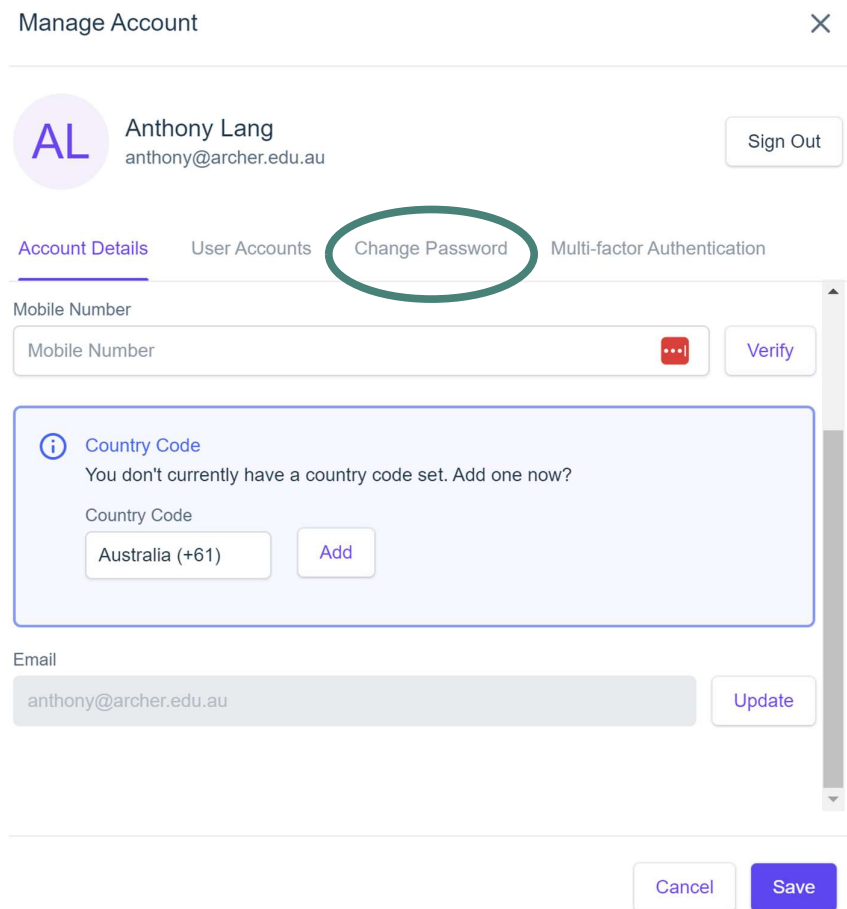 Manage Account
AL
Anthony Lang
anthony@archer.edu.au
Sign Out
Account Details User Accounts Change Password Multi-factor Authentication
Mobile Number
Mobile Number
Verify
Country Code
You don't currently have a country code set. Add one now?
Country Code
Australia (+61)
Add
Email
anthony@archer.edu.au
Update
Cancel
Save